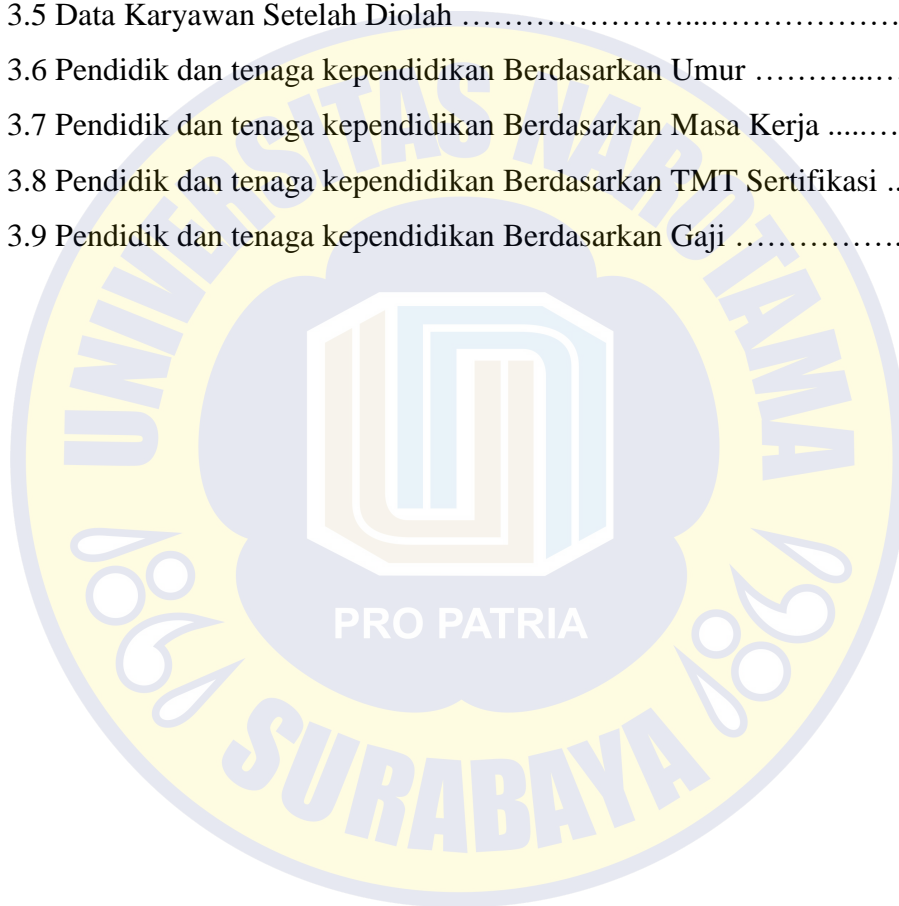 3.5 Data Karyawan Setelah Diolah …………………...…………………
3.6 Pendidik dan tenaga kependidikan Berdasarkan Umur ………...…
3.7 Pendidik dan tenaga kependidikan Berdasarkan Masa Kerja ....….
3.8 Pendidik dan tenaga kependidikan Berdasarkan TMT Sertifikasi ..
3.9 Pendidik dan tenaga kependidikan Berdasarkan Gaji …………….
UNIVERSITAS NAROTAMA
PRO PATRIA
SURABAYA